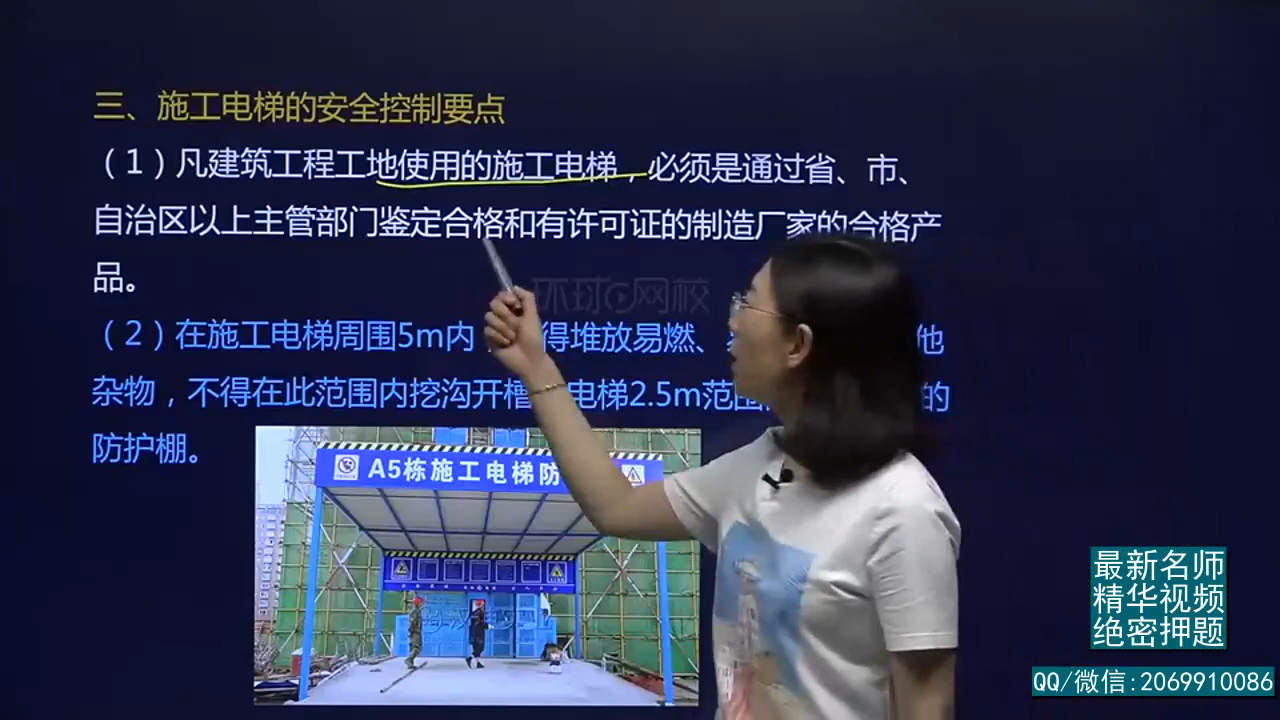 三、施工电梯的安全控制要点
（1）凡建筑工程工地使用的施工电梯，必须是通过省、市、
自治区以上主管部门鉴定合格和有许可证的制造厂家的合格产
品。
环球网校
（2）在施工电梯周围5m内 得堆放易燃、 他
杂物，不得在此范围内挖沟开槽 电梯2.5m范围 的
防护棚。
A5栋施工电梯防
最新名师
精华视频
绝密押题
QQ/微信:2069910086